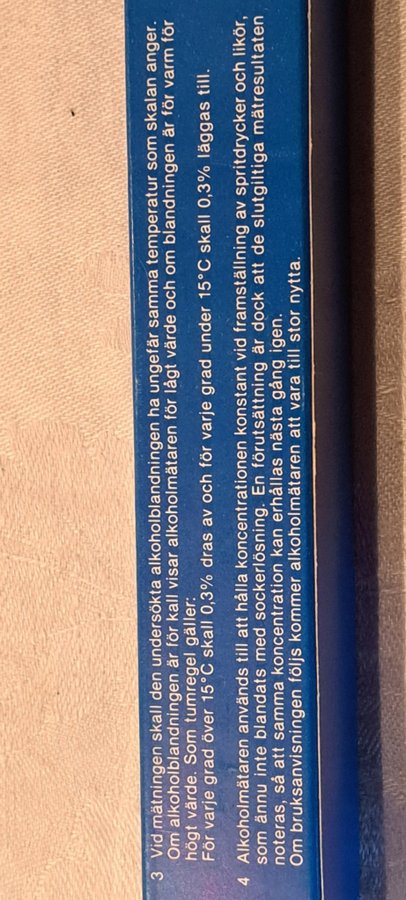 3 Vid mätningen skall den undersökta alkoholblandningen ha ungefär samma temperatur som skalan anger.
Om alkoholblandningen är för kall visar alkoholmätaren för lågt värde och om blandningen är för varm för
högt värde. Som tumregel gäller:
För varje grad över 15°C skall 0,3% dras av och för varje grad under 15°C skall 0,3% läggas till.
4 Alkoholmätaren används till att hålla koncentrationen konstant vid framställning av spritdrycker och likör,
som ännu inte blandats med sockerlösning. En förutsättning är dock att de slutgiltiga mätresultaten
noteras, så att samma koncentration kan erhållas nästa gång igen.
Om bruksanvisningen följs kommer alkoholmätaren att vara till stor nytta.